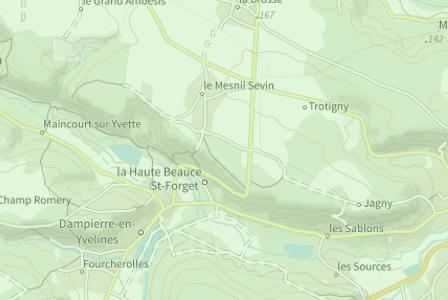 le Grand Ambésis
la Brosse
167
142
le Mesnil Sevin
Trotigny
Maincourt sur Yvette
la Haute Beauce
St-Forget
Champ Romery
Jagny
Dampierre-en-
Yvelines
les Sablons
Fourcherolles
les Sources